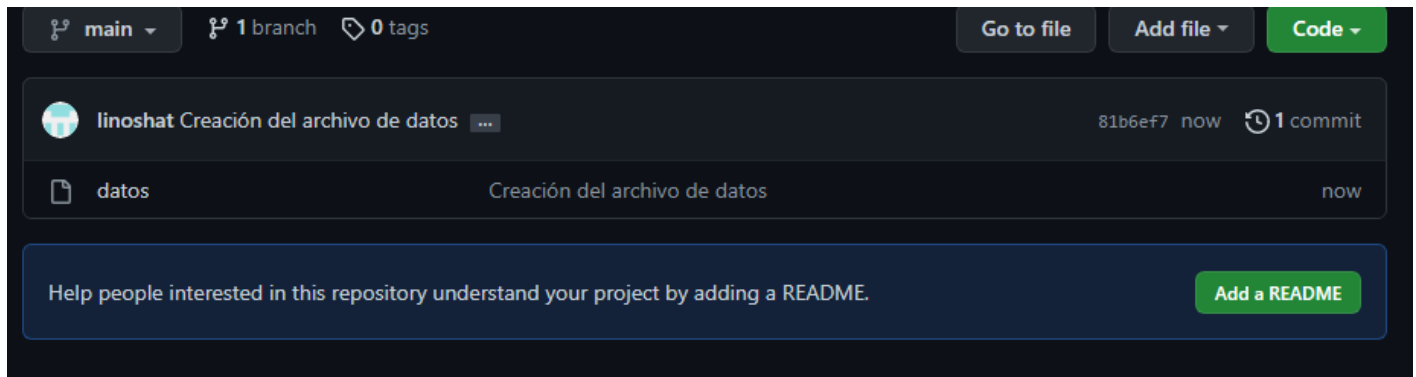 main 1 branch 0 tags Go to file Add file Code
linoshat Creación del archivo de datos ... 81b6ef7 now 1 commit
datos Creación del archivo de datos now
Help people interested in this repository understand your project by adding a README. Add a README